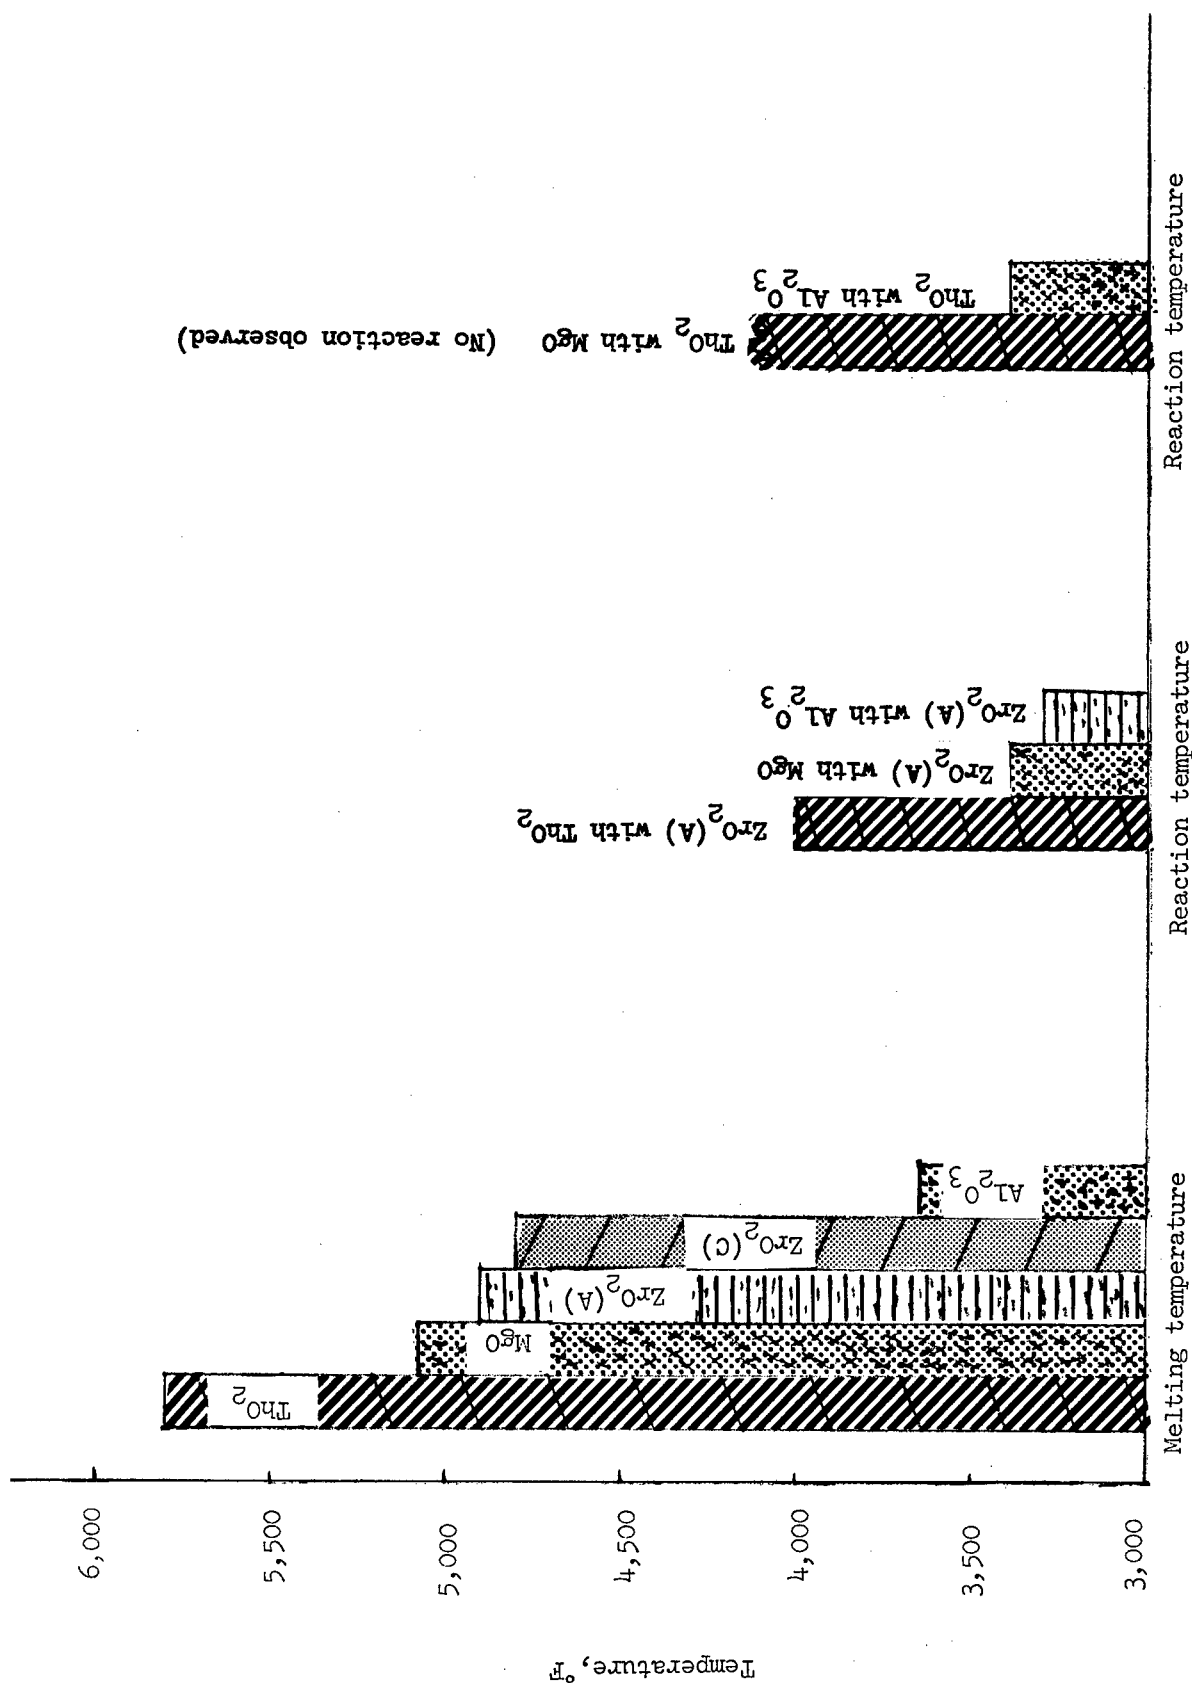 Temperature, °F
6,000
5,500
5,000
4,500
4,000
3,500
3,000
ThO2
MgO
ZrO2(A)
ZrO2(C)
Al2O3
Melting temperature
ZrO2(A) with ThO2
ZrO2(A) with MgO
ZrO2(A) with Al2O3
Reaction temperature
ThO2 with MgO (No reaction observed)
ThO2 with Al2O3
Reaction temperature